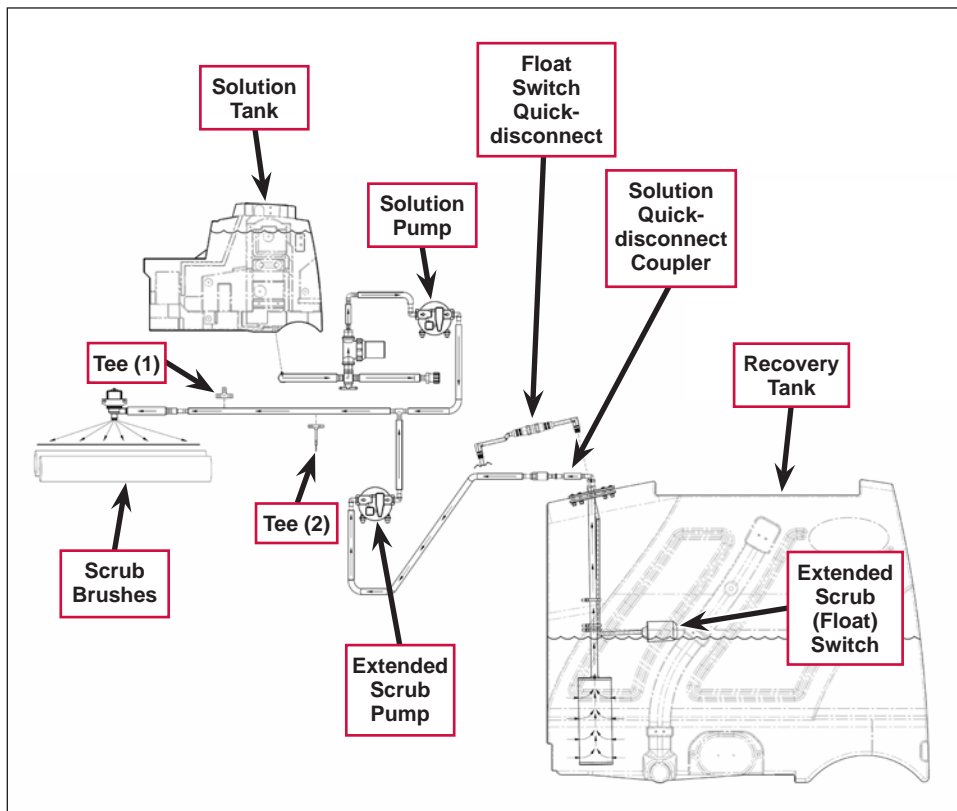 Solution
Tank
Float
Switch
Quick-
disconnect
Solution
Pump
Solution
Quick-
disconnect
Coupler
Tee (1)
Recovery
Tank
Tee (2)
Scrub
Brushes
Extended
Scrub
Pump
Extended
Scrub
(Float)
Switch